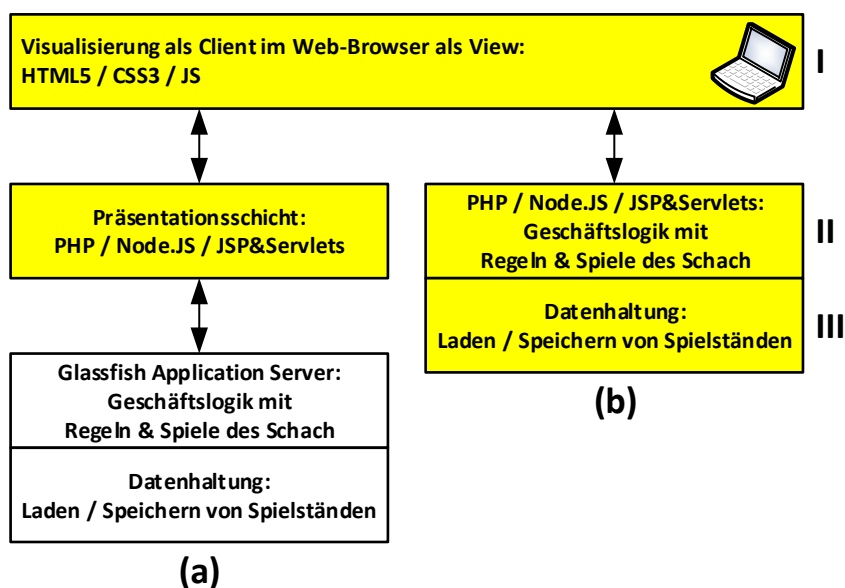 Visualisierung als Client im Web-Browser als View:
HTML5 / CSS3 / JS
I
Präsentationsschicht:
PHP / Node.JS / JSP&Servlets
PHP / Node.JS / JSP&Servlets:
Geschäftslogik mit
Regeln & Spiele des Schach
II
Datenhaltung:
Laden / Speichern von Spielständen
III
(b)
Glassfish Application Server:
Geschäftslogik mit
Regeln & Spiele des Schach
Datenhaltung:
Laden / Speichern von Spielständen
(a)